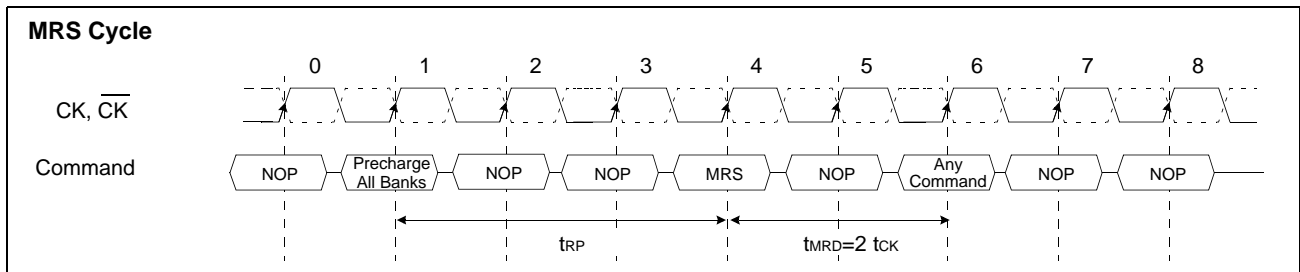 MRS Cycle
0 1 2 3 4 5 6 7 8
CK, C̅K̅
Command
NOP Precharge All Banks NOP NOP MRS NOP Any Command NOP NOP
tRP tMRD=2 tCK